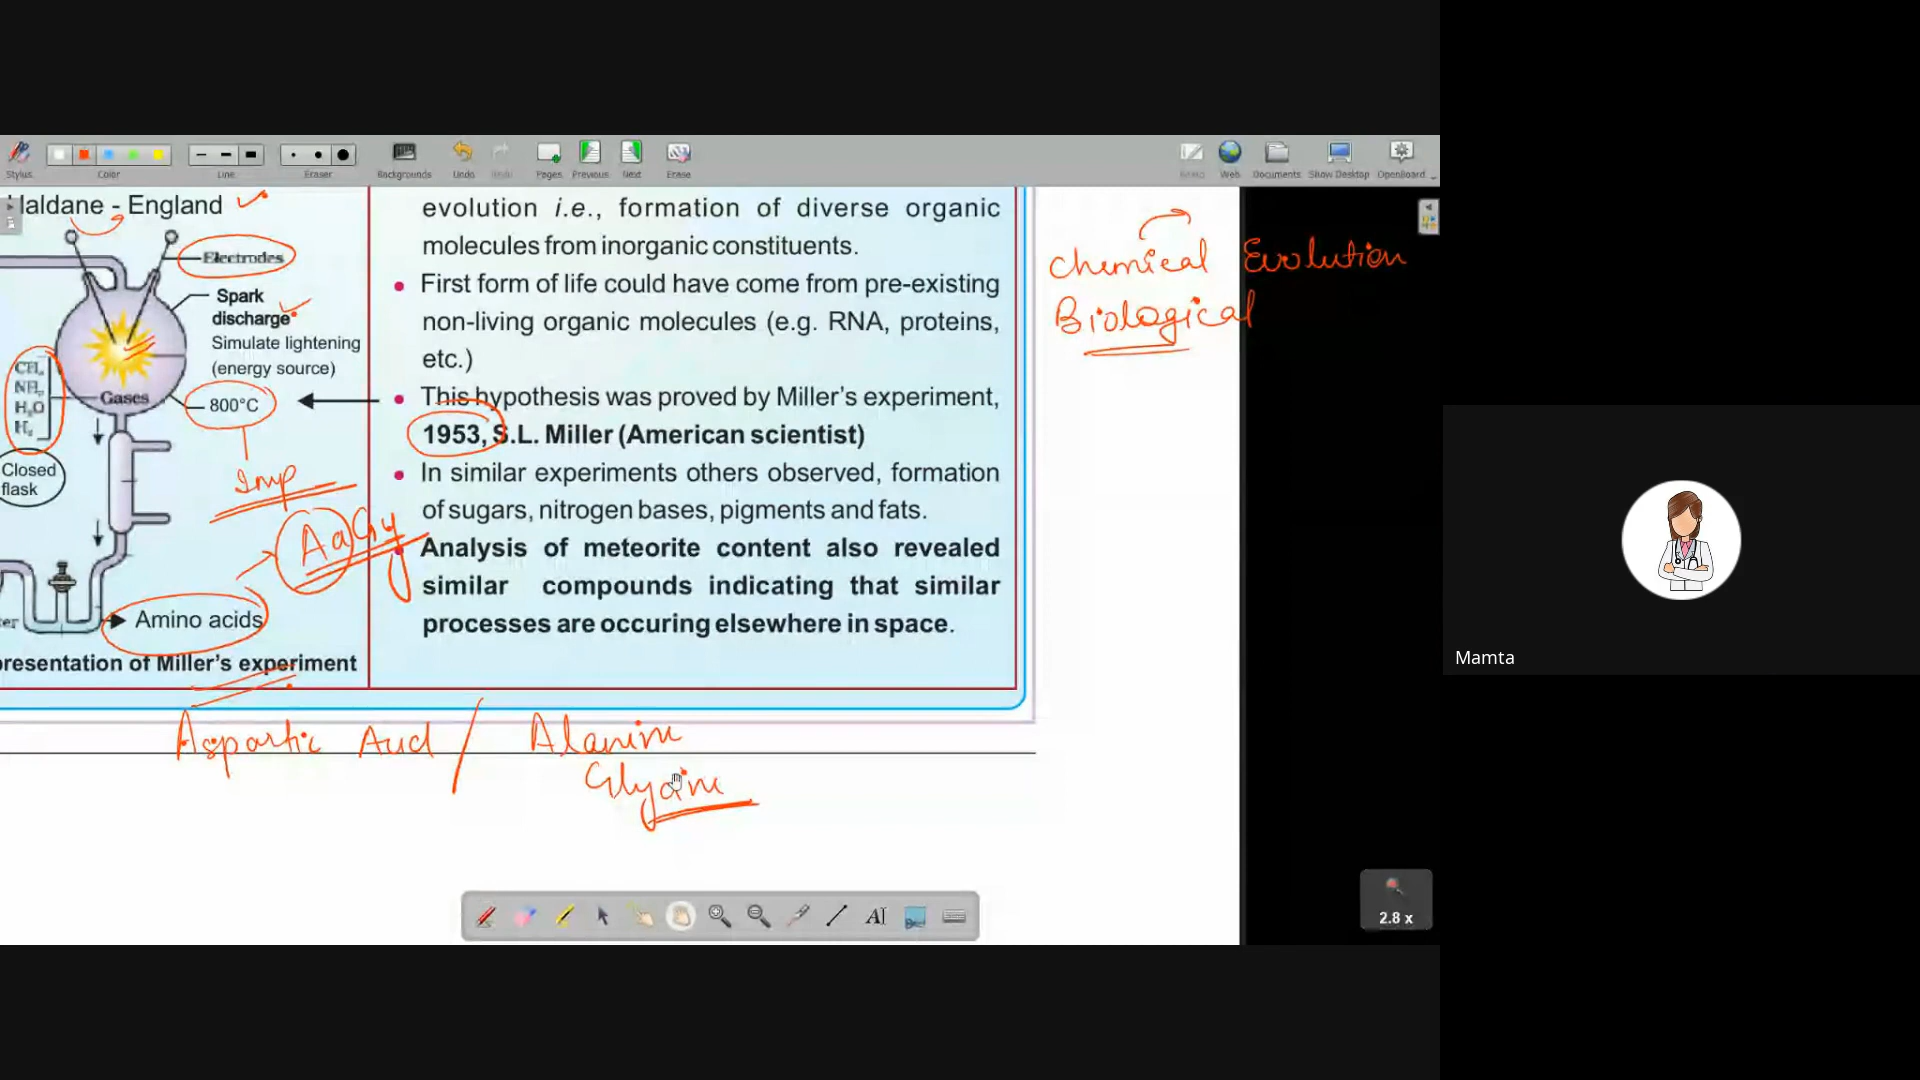 Stylus Color Line Eraser Backgrounds Undo Pages Previous Next Erase Web Documents Show Desktop OpenBoard
aldane - England
Electrodes
Spark
discharge
Simulate lightening
(energy source)
CH₄
NH₃
H₂O
H₂
Gases
800°C
Closed
flask
Imp
AaGly
Amino acids
presentation of Miller's experiment
evolution i.e., formation of diverse organic
molecules from inorganic constituents.
• First form of life could have come from pre-existing
non-living organic molecules (e.g. RNA, proteins,
etc.)
• This hypothesis was proved by Miller's experiment,
1953, S.L. Miller (American scientist)
• In similar experiments others observed, formation
of sugars, nitrogen bases, pigments and fats.
• Analysis of meteorite content also revealed
similar compounds indicating that similar
processes are occuring elsewhere in space.
Chemical Evolution
Biological
Aspartic Acid / Alanine
Glycine
Mamta
2.8 x